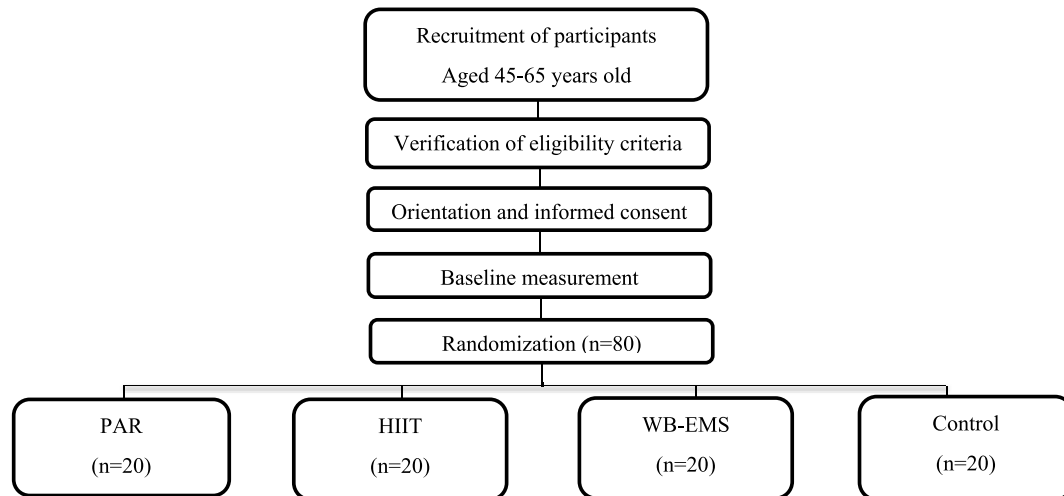 Recruitment of participants
Aged 45-65 years old
Verification of eligibility criteria
Orientation and informed consent
Baseline measurement
Randomization (n=80)
PAR
(n=20)
HIIT
(n=20)
WB-EMS
(n=20)
Control
(n=20)